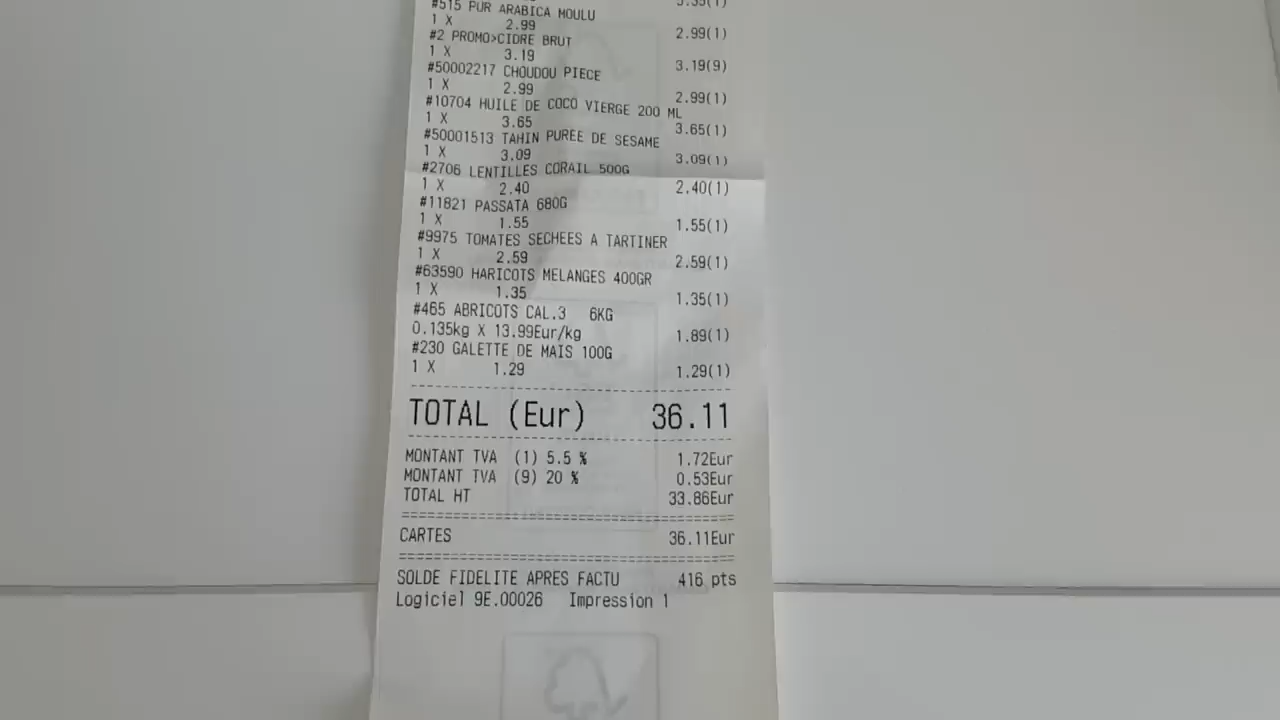 #515 PUR ARABICA MOULU
1 X 2.99 2.99(1)
#2 PROMO>CIDRE BRUT
1 X 3.19 3.19(9)
#50002217 CHOUDOU PIECE
1 X 2.99 2.99(1)
#10704 HUILE DE COCO VIERGE 200 ML
1 X 3.65 3.65(1)
#50001513 TAHIN PUREE DE SESAME
1 X 3.09 3.09(1)
#2706 LENTILLES CORAIL 500G
1 X 2.40 2.40(1)
#11821 PASSATA 680G
1 X 1.55 1.55(1)
#9975 TOMATES SECHEES A TARTINER
1 X 2.59 2.59(1)
#63590 HARICOTS MELANGES 400GR
1 X 1.35 1.35(1)
#465 ABRICOTS CAL.3 6KG
0.135kg X 13.99Eur/kg 1.89(1)
#230 GALETTE DE MAIS 100G
1 X 1.29 1.29(1)
TOTAL (Eur) 36.11
MONTANT TVA (1) 5.5 % 1.72Eur
MONTANT TVA (9) 20 % 0.53Eur
TOTAL HT 33.86Eur
CARTES 36.11Eur
SOLDE FIDELITE APRES FACTU 416 pts
Logiciel 9E.00026 Impression 1